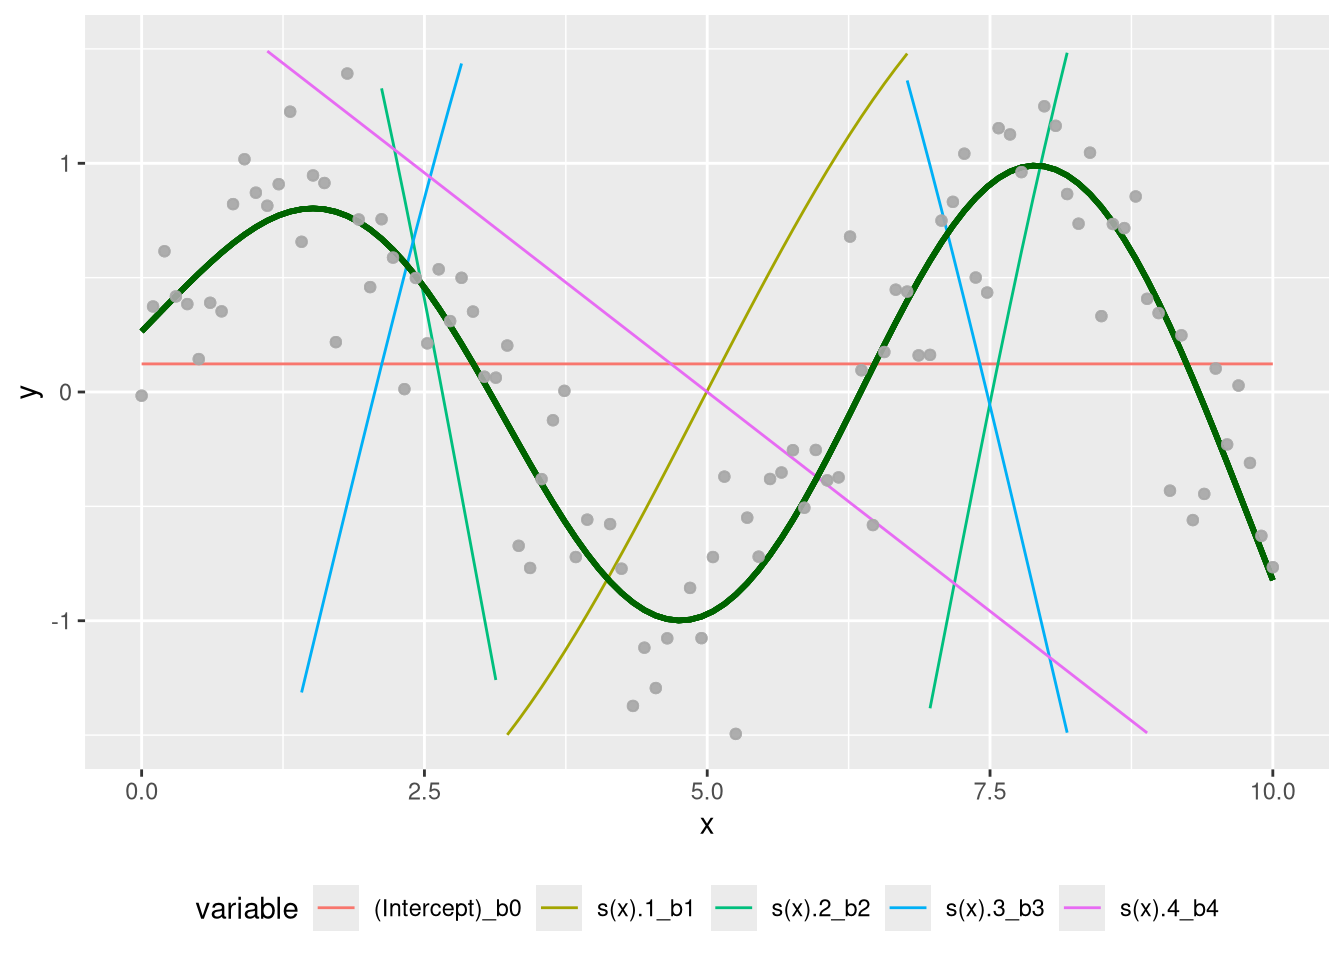 y
1
0
-1
0.0 2.5 5.0 7.5 10.0
x
variable (Intercept)_b0 s(x).1_b1 s(x).2_b2 s(x).3_b3 s(x).4_b4